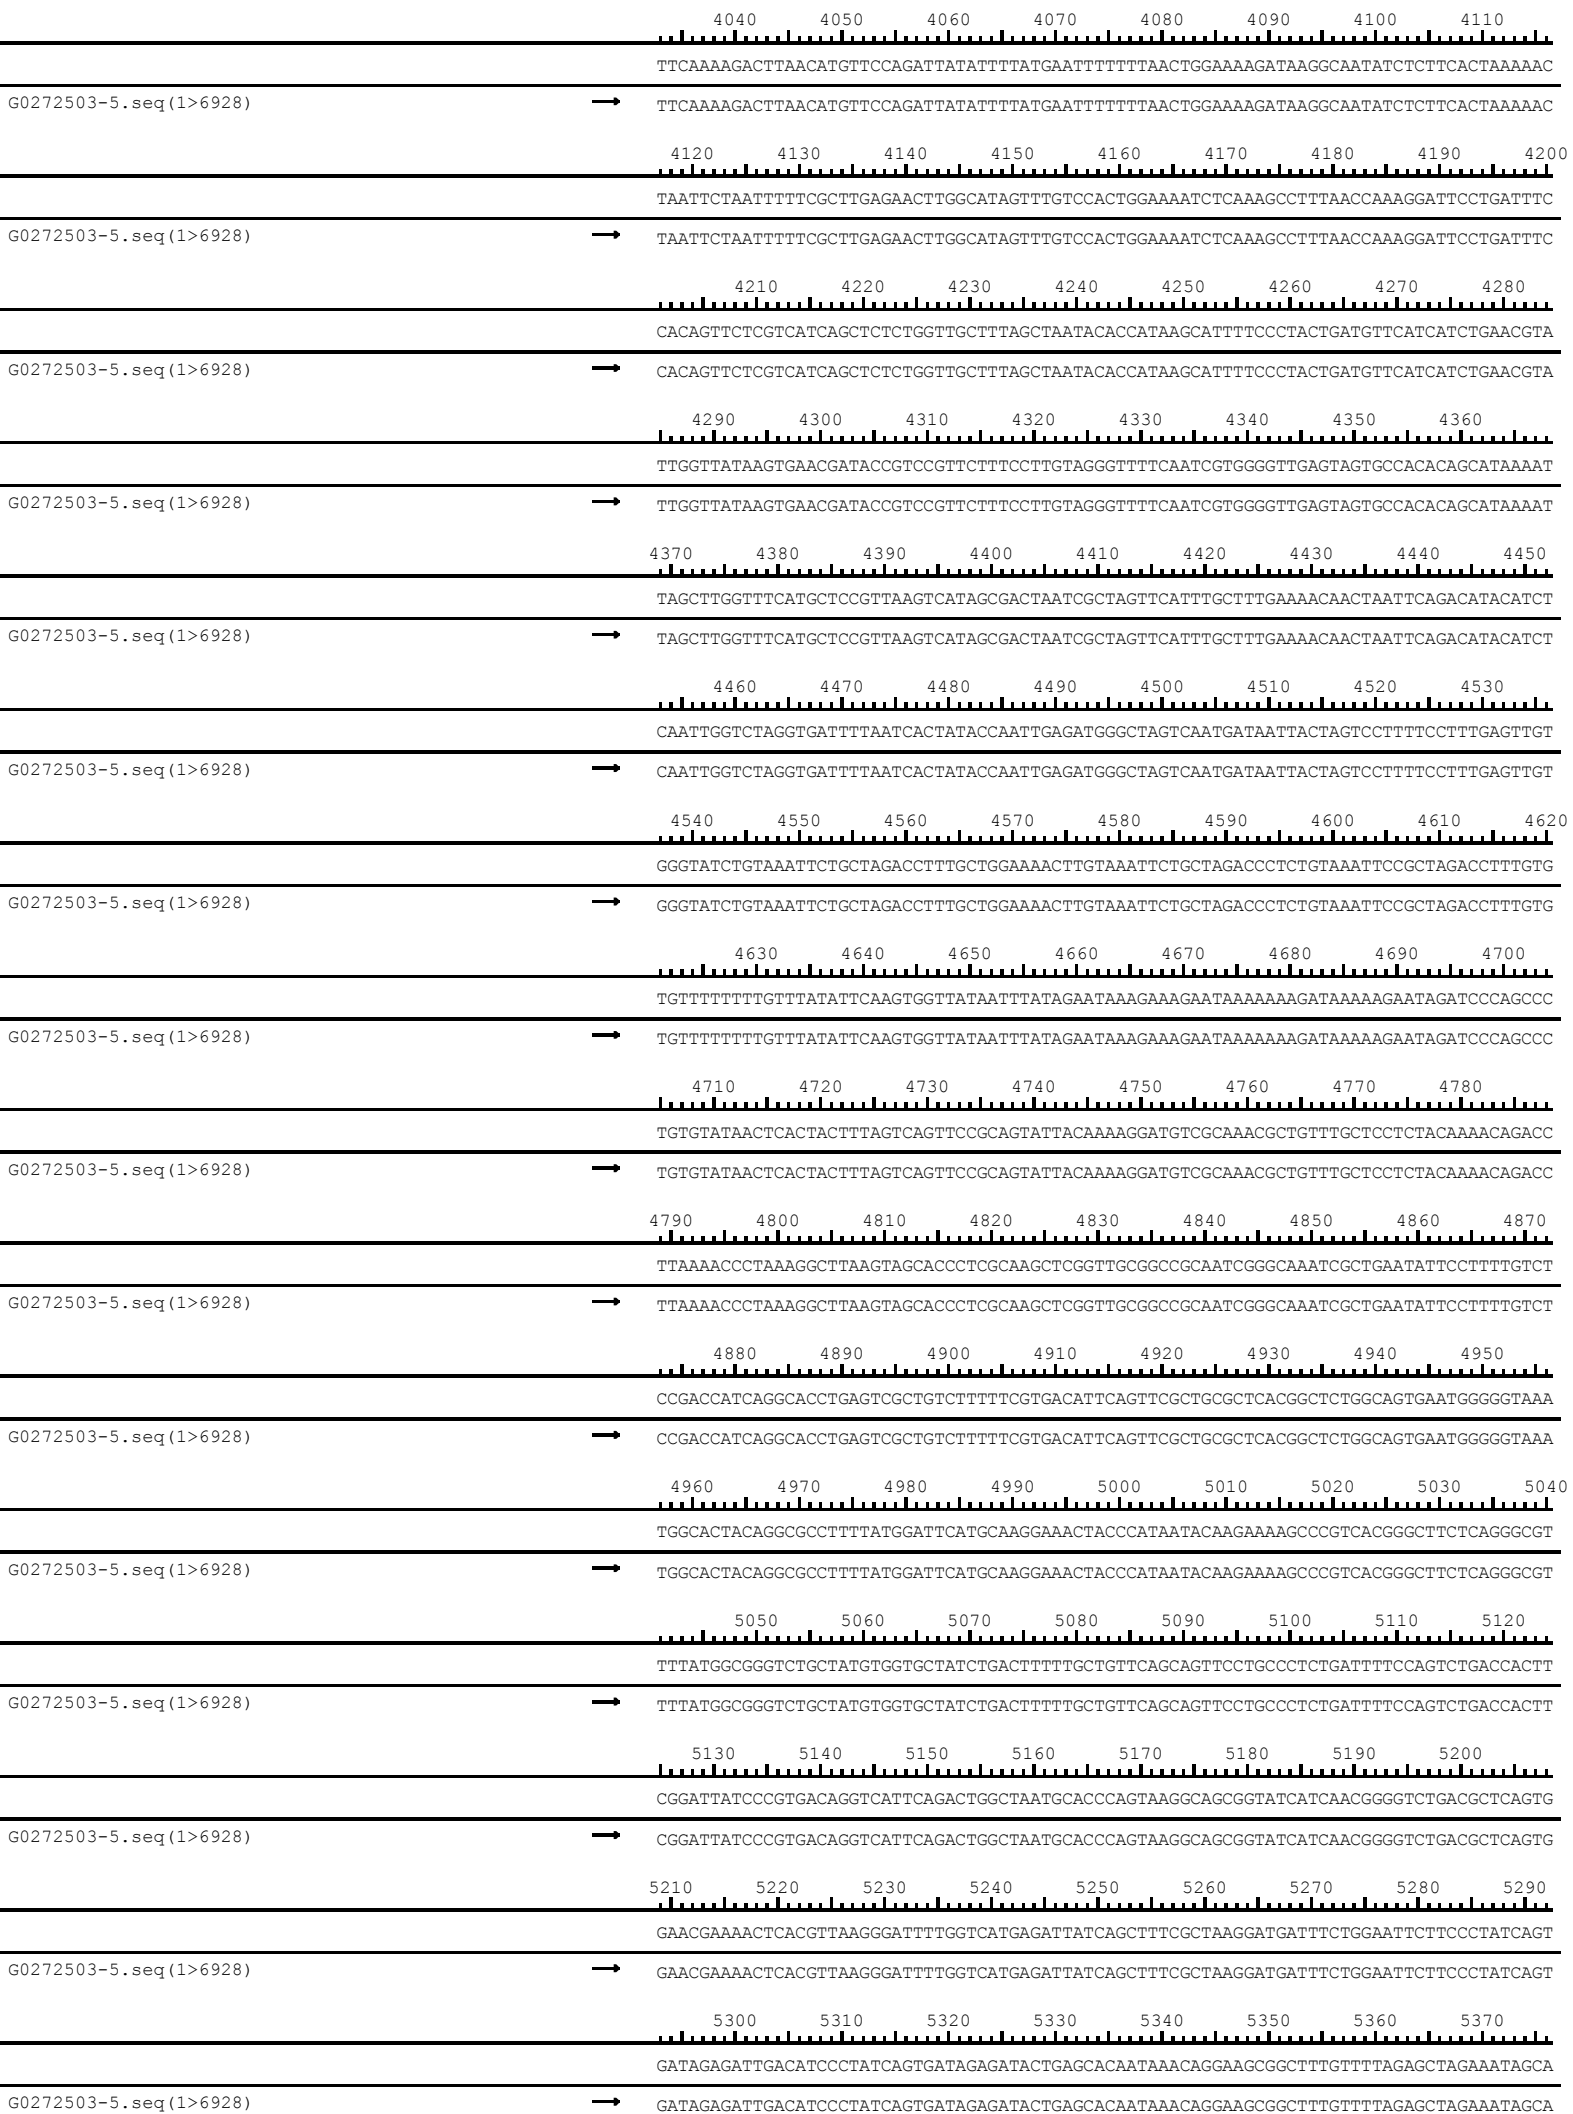 4040 4050 4060 4070 4080 4090 4100 4110
TTCAAAAGACTTAACATGTTCCAGATTATATTTTATGAATTTTTTTAACTGGAAAAGATAAGGCAATATCTCTTCACTAAAAAC
G0272503-5.seq(1>6928) → TTCAAAAGACTTAACATGTTCCAGATTATATTTTATGAATTTTTTTAACTGGAAAAGATAAGGCAATATCTCTTCACTAAAAAC
4120 4130 4140 4150 4160 4170 4180 4190 4200
TAATTCTAATTTTTCGCTTGAGAACTTGGCATAGTTTGTCCACTGGAAAATCTCAAAGCCTTTAACCAAAGGATTCCTGATTTC
G0272503-5.seq(1>6928) → TAATTCTAATTTTTCGCTTGAGAACTTGGCATAGTTTGTCCACTGGAAAATCTCAAAGCCTTTAACCAAAGGATTCCTGATTTC
4210 4220 4230 4240 4250 4260 4270 4280
CACAGTTCTCGTCATCAGCTCTCTGGTTGCTTTAGCTAATACACCATAAGCATTTTCCCTACTGATGTTCATCATCTGAACGTA
G0272503-5.seq(1>6928) → CACAGTTCTCGTCATCAGCTCTCTGGTTGCTTTAGCTAATACACCATAAGCATTTTCCCTACTGATGTTCATCATCTGAACGTA
4290 4300 4310 4320 4330 4340 4350 4360
TTGGTTATAAGTGAACGATACCGTCCGTTCTTTCCTTGTAGGGTTTTCAATCGTGGGGTTGAGTAGTGCCACACAGCATAAAAT
G0272503-5.seq(1>6928) → TTGGTTATAAGTGAACGATACCGTCCGTTCTTTCCTTGTAGGGTTTTCAATCGTGGGGTTGAGTAGTGCCACACAGCATAAAAT
4370 4380 4390 4400 4410 4420 4430 4440 4450
TAGCTTGGTTTCATGCTCCGTTAAGTCATAGCGACTAATCGCTAGTTCATTTGCTTTGAAAACAACTAATTCAGACATACATCT
G0272503-5.seq(1>6928) → TAGCTTGGTTTCATGCTCCGTTAAGTCATAGCGACTAATCGCTAGTTCATTTGCTTTGAAAACAACTAATTCAGACATACATCT
4460 4470 4480 4490 4500 4510 4520 4530
CAATTGGTCTAGGTGATTTTAATCACTATACCAATTGAGATGGGCTAGTCAATGATAATTACTAGTCCTTTTCCTTTGAGTTGT
G0272503-5.seq(1>6928) → CAATTGGTCTAGGTGATTTTAATCACTATACCAATTGAGATGGGCTAGTCAATGATAATTACTAGTCCTTTTCCTTTGAGTTGT
4540 4550 4560 4570 4580 4590 4600 4610 4620
GGGTATCTGTAAATTCTGCTAGACCTTTGCTGGAAAACTTGTAAATTCTGCTAGACCCTCTGTAAATTCCGCTAGACCTTTGTG
G0272503-5.seq(1>6928) → GGGTATCTGTAAATTCTGCTAGACCTTTGCTGGAAAACTTGTAAATTCTGCTAGACCCTCTGTAAATTCCGCTAGACCTTTGTG
4630 4640 4650 4660 4670 4680 4690 4700
TGTTTTTTTTGTTTATATTCAAGTGGTTATAATTTATAGAATAAAGAAAGAATAAAAAAAGATAAAAAGAATAGATCCCAGCCC
G0272503-5.seq(1>6928) → TGTTTTTTTTGTTTATATTCAAGTGGTTATAATTTATAGAATAAAGAAAGAATAAAAAAAGATAAAAAGAATAGATCCCAGCCC
4710 4720 4730 4740 4750 4760 4770 4780
TGTGTATAACTCACTACTTTAGTCAGTTCCGCAGTATTACAAAAGGATGTCGCAAACGCTGTTTGCTCCTCTACAAAACAGACC
G0272503-5.seq(1>6928) → TGTGTATAACTCACTACTTTAGTCAGTTCCGCAGTATTACAAAAGGATGTCGCAAACGCTGTTTGCTCCTCTACAAAACAGACC
4790 4800 4810 4820 4830 4840 4850 4860 4870
TTAAAACCCTAAAGGCTTAAGTAGCACCCTCGCAAGCTCGGTTGCGGCCGCAATCGGGCAAATCGCTGAATATTCCTTTTGTCT
G0272503-5.seq(1>6928) → TTAAAACCCTAAAGGCTTAAGTAGCACCCTCGCAAGCTCGGTTGCGGCCGCAATCGGGCAAATCGCTGAATATTCCTTTTGTCT
4880 4890 4900 4910 4920 4930 4940 4950
CCGACCATCAGGCACCTGAGTCGCTGTCTTTTTCGTGACATTCAGTTCGCTGCGCTCACGGCTCTGGCAGTGAATGGGGGTAAA
G0272503-5.seq(1>6928) → CCGACCATCAGGCACCTGAGTCGCTGTCTTTTTCGTGACATTCAGTTCGCTGCGCTCACGGCTCTGGCAGTGAATGGGGGTAAA
4960 4970 4980 4990 5000 5010 5020 5030 5040
TGGCACTACAGGCGCCTTTTATGGATTCATGCAAGGAAACTACCCATAATACAAGAAAAGCCCGTCACGGGCTTCTCAGGGCGT
G0272503-5.seq(1>6928) → TGGCACTACAGGCGCCTTTTATGGATTCATGCAAGGAAACTACCCATAATACAAGAAAAGCCCGTCACGGGCTTCTCAGGGCGT
5050 5060 5070 5080 5090 5100 5110 5120
TTTATGGCGGGTCTGCTATGTGGTGCTATCTGACTTTTTGCTGTTCAGCAGTTCCTGCCCTCTGATTTTCCAGTCTGACCACTT
G0272503-5.seq(1>6928) → TTTATGGCGGGTCTGCTATGTGGTGCTATCTGACTTTTTGCTGTTCAGCAGTTCCTGCCCTCTGATTTTCCAGTCTGACCACTT
5130 5140 5150 5160 5170 5180 5190 5200
CGGATTATCCCGTGACAGGTCATTCAGACTGGCTAATGCACCCAGTAAGGCAGCGGTATCATCAACGGGGTCTGACGCTCAGTG
G0272503-5.seq(1>6928) → CGGATTATCCCGTGACAGGTCATTCAGACTGGCTAATGCACCCAGTAAGGCAGCGGTATCATCAACGGGGTCTGACGCTCAGTG
5210 5220 5230 5240 5250 5260 5270 5280 5290
GAACGAAAACTCACGTTAAGGGATTTTGGTCATGAGATTATCAGCTTTCGCTAAGGATGATTTCTGGAATTCTTCCCTATCAGT
G0272503-5.seq(1>6928) → GAACGAAAACTCACGTTAAGGGATTTTGGTCATGAGATTATCAGCTTTCGCTAAGGATGATTTCTGGAATTCTTCCCTATCAGT
5300 5310 5320 5330 5340 5350 5360 5370
GATAGAGATTGACATCCCTATCAGTGATAGAGATACTGAGCACAATAAACAGGAAGCGGCTTTGTTTTAGAGCTAGAAATAGCA
G0272503-5.seq(1>6928) → GATAGAGATTGACATCCCTATCAGTGATAGAGATACTGAGCACAATAAACAGGAAGCGGCTTTGTTTTAGAGCTAGAAATAGCA